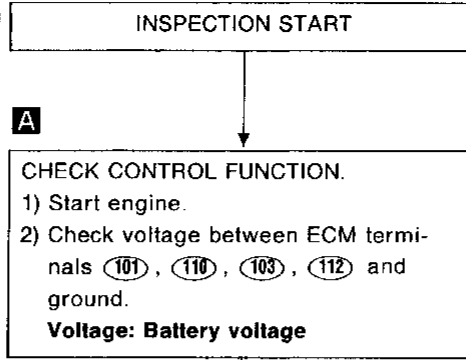 INSPECTION START
A
CHECK CONTROL FUNCTION.
1) Start engine.
2) Check voltage between ECM termi-
nals (101), (110), (103), (112) and
ground.
Voltage: Battery voltage